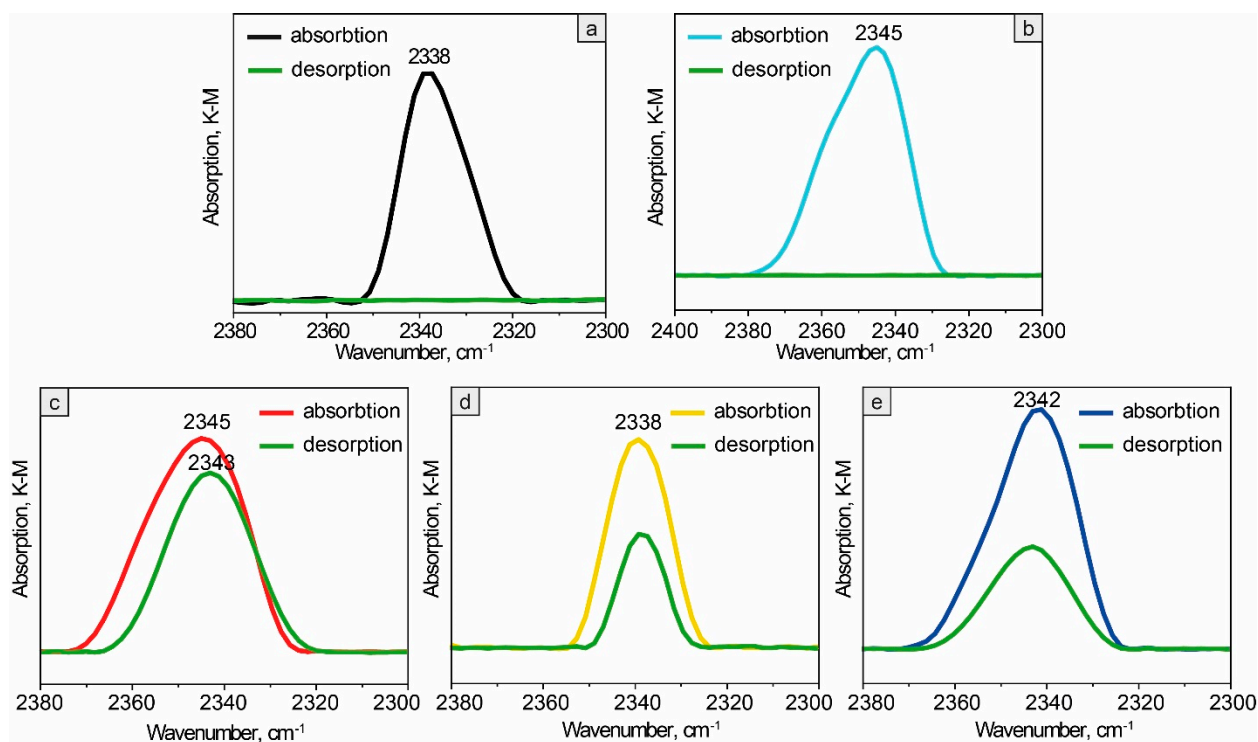 a
absorbtion
desorption
2338
Absorption, K-M
2380
2360
2340
2320
2300
Wavenumber, cm-1
b
absorbtion
desorption
2345
Absorption, K-M
2400
2380
2360
2340
2320
2300
Wavenumber, cm-1
c
absorbtion
desorption
2345
2343
Absorption, K-M
2380
2360
2340
2320
2300
Wavenumber, cm-1
d
absorbtion
desorption
2338
Absorption, K-M
2380
2360
2340
2320
2300
Wavenumber, cm-1
e
absorbtion
desorption
2342
Absorption, K-M
2380
2360
2340
2320
2300
Wavenumber, cm-1